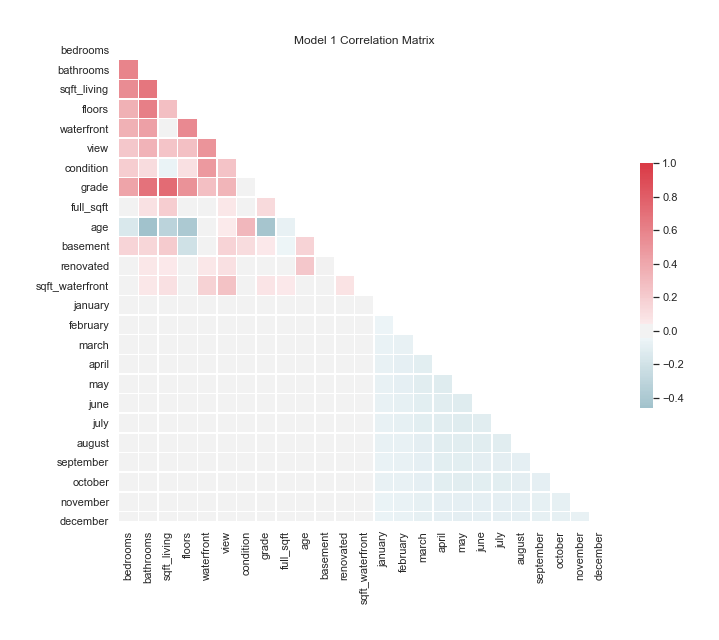 Model 1 Correlation Matrix
bedrooms
bathrooms
sqft_living
floors
waterfront
view
condition
grade
full_sqft
age
basement
renovated
sqft_waterfront
january
february
march
april
may
june
july
august
september
october
november
december
bedrooms
bathrooms
sqft_living
floors
waterfront
view
condition
grade
full_sqft
age
basement
renovated
sqft_waterfront
january
february
march
april
may
june
july
august
september
october
november
december
1.0
0.8
0.6
0.4
0.2
0.0
−0.2
−0.4